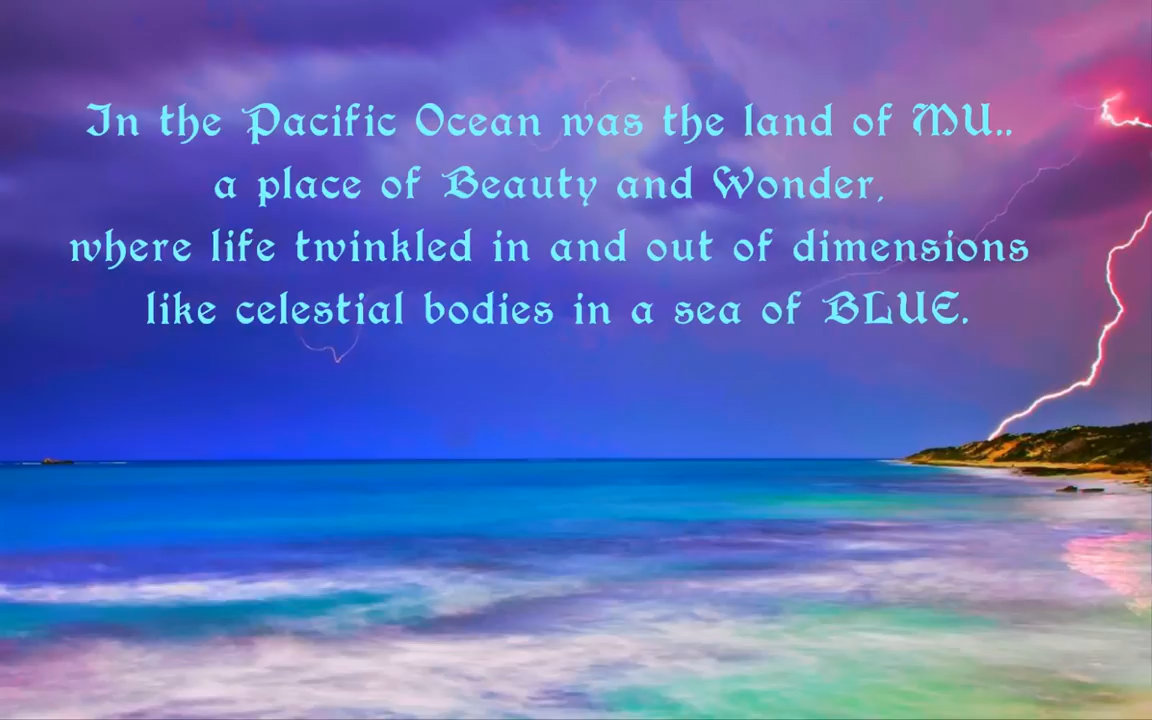 In the Pacific Ocean was the land of MU..
a place of Beauty and Wonder,
where life twinkled in and out of dimensions
like celestial bodies in a sea of BLUE.